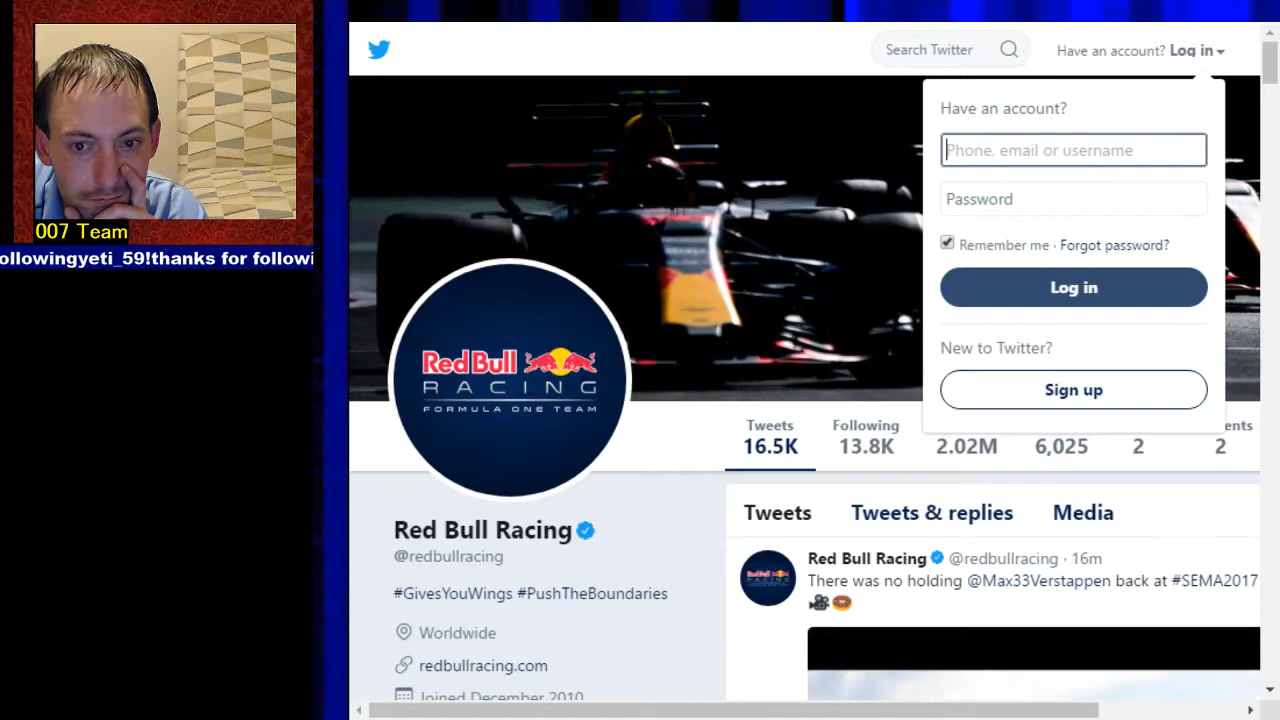 007 Team
ollowingyeti_59!thanks for followi
Search Twitter
Have an account? Log in
Have an account?
Phone, email or username
Password
Remember me · Forgot password?
Log in
New to Twitter?
Sign up
Red Bull
RACING
FORMULA ONE TEAM
Tweets
16.5K
Following
13.8K
2.02M
6,025
2
ents
2
Red Bull Racing
@redbullracing
#GivesYouWings #PushTheBoundaries
Worldwide
redbullracing.com
Joined December 2010
Tweets
Tweets & replies
Media
Red Bull Racing @redbullracing · 16m
There was no holding @Max33Verstappen back at #SEMA2017